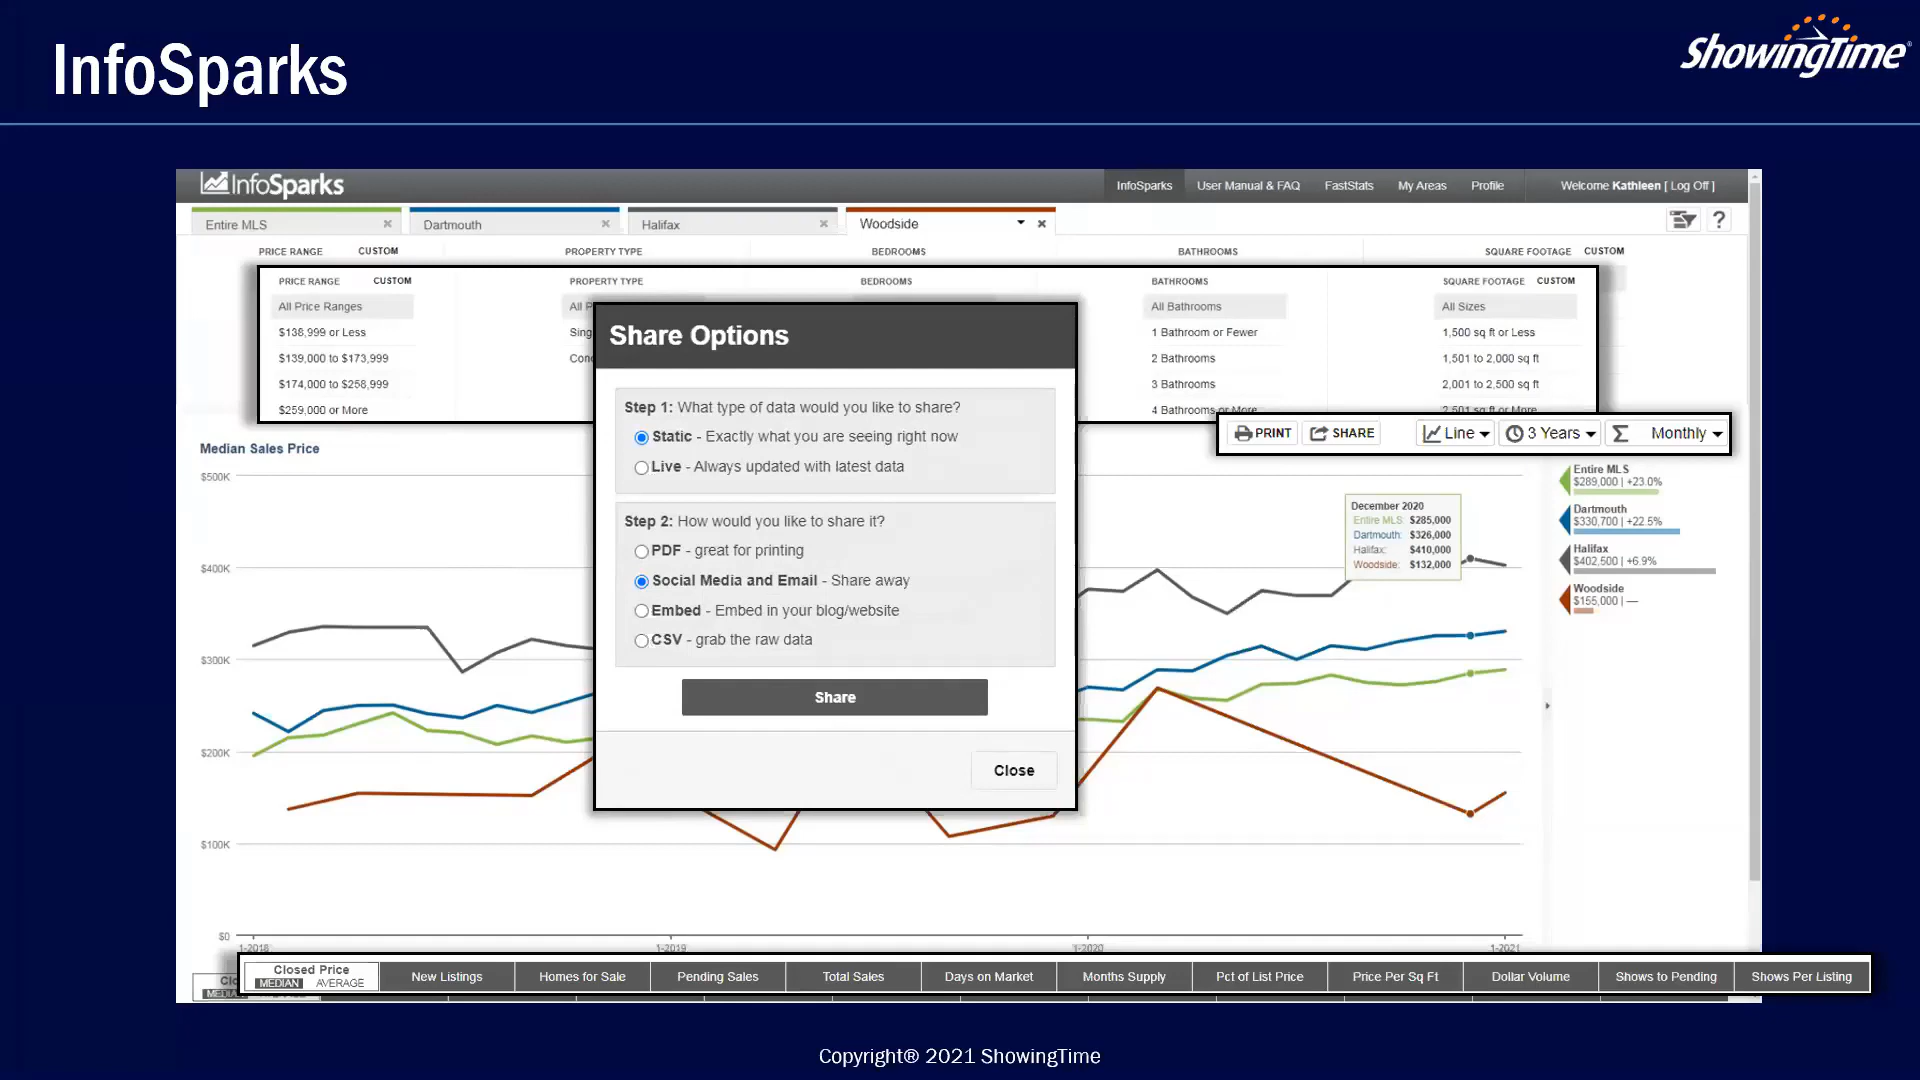 InfoSparks
ShowingTime
InfoSparks
InfoSparks User Manual & FAQ FastStats My Areas Profile Welcome Kathleen [ Log Off ]
Entire MLS Dartmouth Halifax Woodside
?
PRICE RANGE CUSTOM PROPERTY TYPE BEDROOMS BATHROOMS SQUARE FOOTAGE CUSTOM
PRICE RANGE CUSTOM PROPERTY TYPE BEDROOMS BATHROOMS SQUARE FOOTAGE CUSTOM
All Price Ranges All Bathrooms All Sizes
$138,999 or Less 1 Bathroom or Fewer 1,500 sq ft or Less
$139,000 to $173,999 2 Bathrooms 1,501 to 2,000 sq ft
$174,000 to $258,999 3 Bathrooms 2,001 to 2,500 sq ft
$259,000 or More 4 Bathrooms or More 2,501 sq ft or More
Share Options
Step 1: What type of data would you like to share?
Static - Exactly what you are seeing right now
Live - Always updated with latest data
Step 2: How would you like to share it?
PDF - great for printing
Social Media and Email - Share away
Embed - Embed in your blog/website
CSV - grab the raw data
Share
Close
PRINT SHARE Line 3 Years Σ Monthly
Median Sales Price
$500K
$400K
$300K
$200K
$100K
$0
1-2018 1-2019 1-2020 1-2021
December 2020
Entire MLS: $285,000
Dartmouth: $326,000
Halifax: $410,000
Woodside: $132,000
Entire MLS
$289,000 | +23.0%
Dartmouth
$330,700 | +22.5%
Halifax
$402,500 | +6.9%
Woodside
$155,000 | —
Closed Price
MEDIAN AVERAGE
New Listings Homes for Sale Pending Sales Total Sales Days on Market Months Supply Pct of List Price Price Per Sq Ft Dollar Volume Shows to Pending Shows Per Listing
Copyright® 2021 ShowingTime